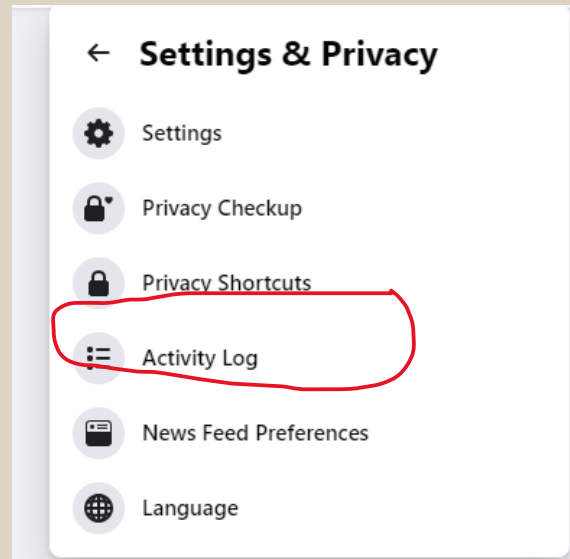 Settings & Privacy
Settings
Privacy Checkup
Privacy Shortcuts
Activity Log
News Feed Preferences
Language